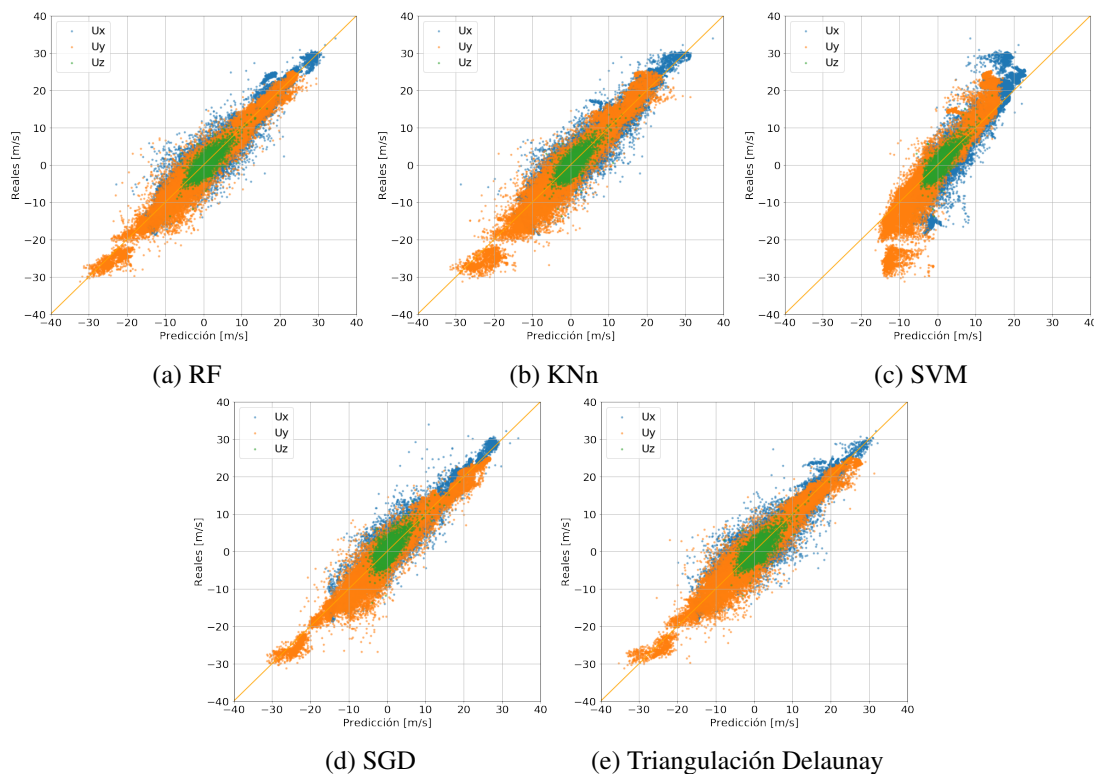 Ux
Uy
Uz
Reales [m/s]
40
30
20
10
0
−10
−20
−30
−40
−40 −30 −20 −10 0 10 20 30 40
Predicción [m/s]
(a) RF
Ux
Uy
Uz
Reales [m/s]
40
30
20
10
0
−10
−20
−30
−40
−40 −30 −20 −10 0 10 20 30 40
Predicción [m/s]
(b) KNn
Ux
Uy
Uz
Reales [m/s]
40
30
20
10
0
−10
−20
−30
−40
−40 −30 −20 −10 0 10 20 30 40
Predicción [m/s]
(c) SVM
Ux
Uy
Uz
Reales [m/s]
40
30
20
10
0
−10
−20
−30
−40
−40 −30 −20 −10 0 10 20 30 40
Predicción [m/s]
(d) SGD
Ux
Uy
Uz
Reales [m/s]
40
30
20
10
0
−10
−20
−30
−40
−40 −30 −20 −10 0 10 20 30 40
Predicción [m/s]
(e) Triangulación Delaunay